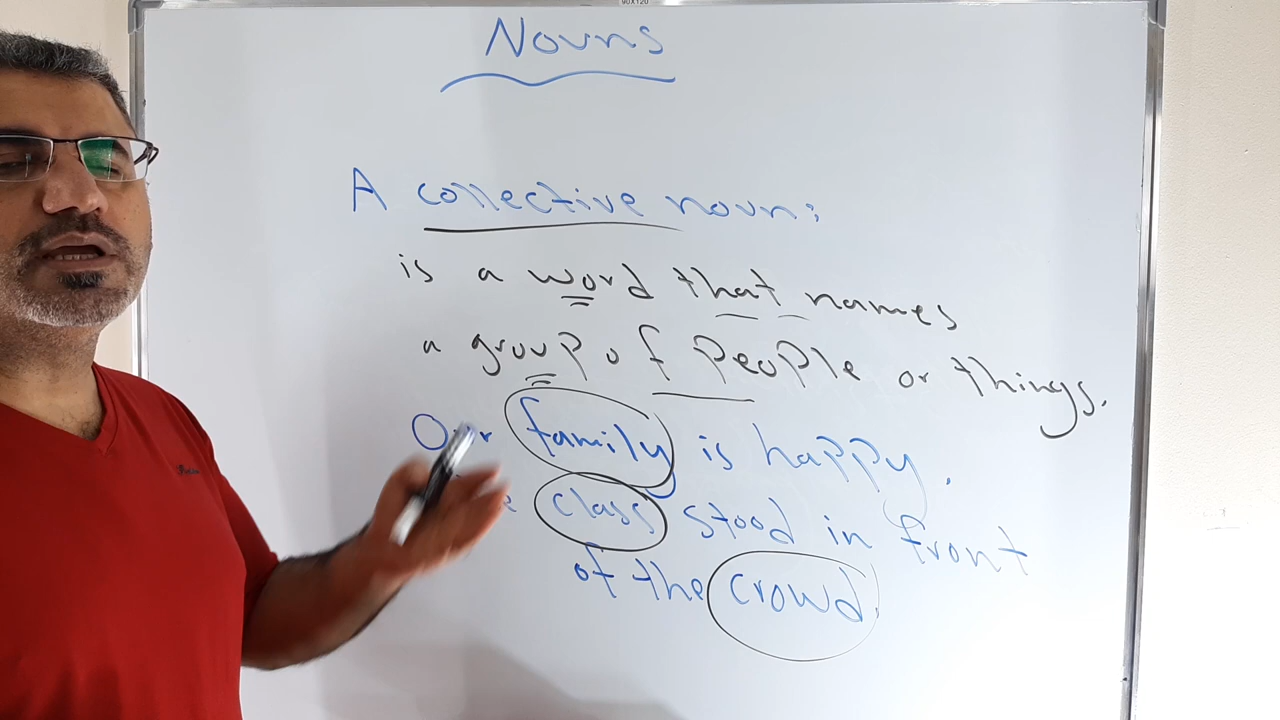 90X120
Nouns
A collective noun:
is a word that names
a group of people or things.
Our family is happy.
class stood in front
of the crowd.